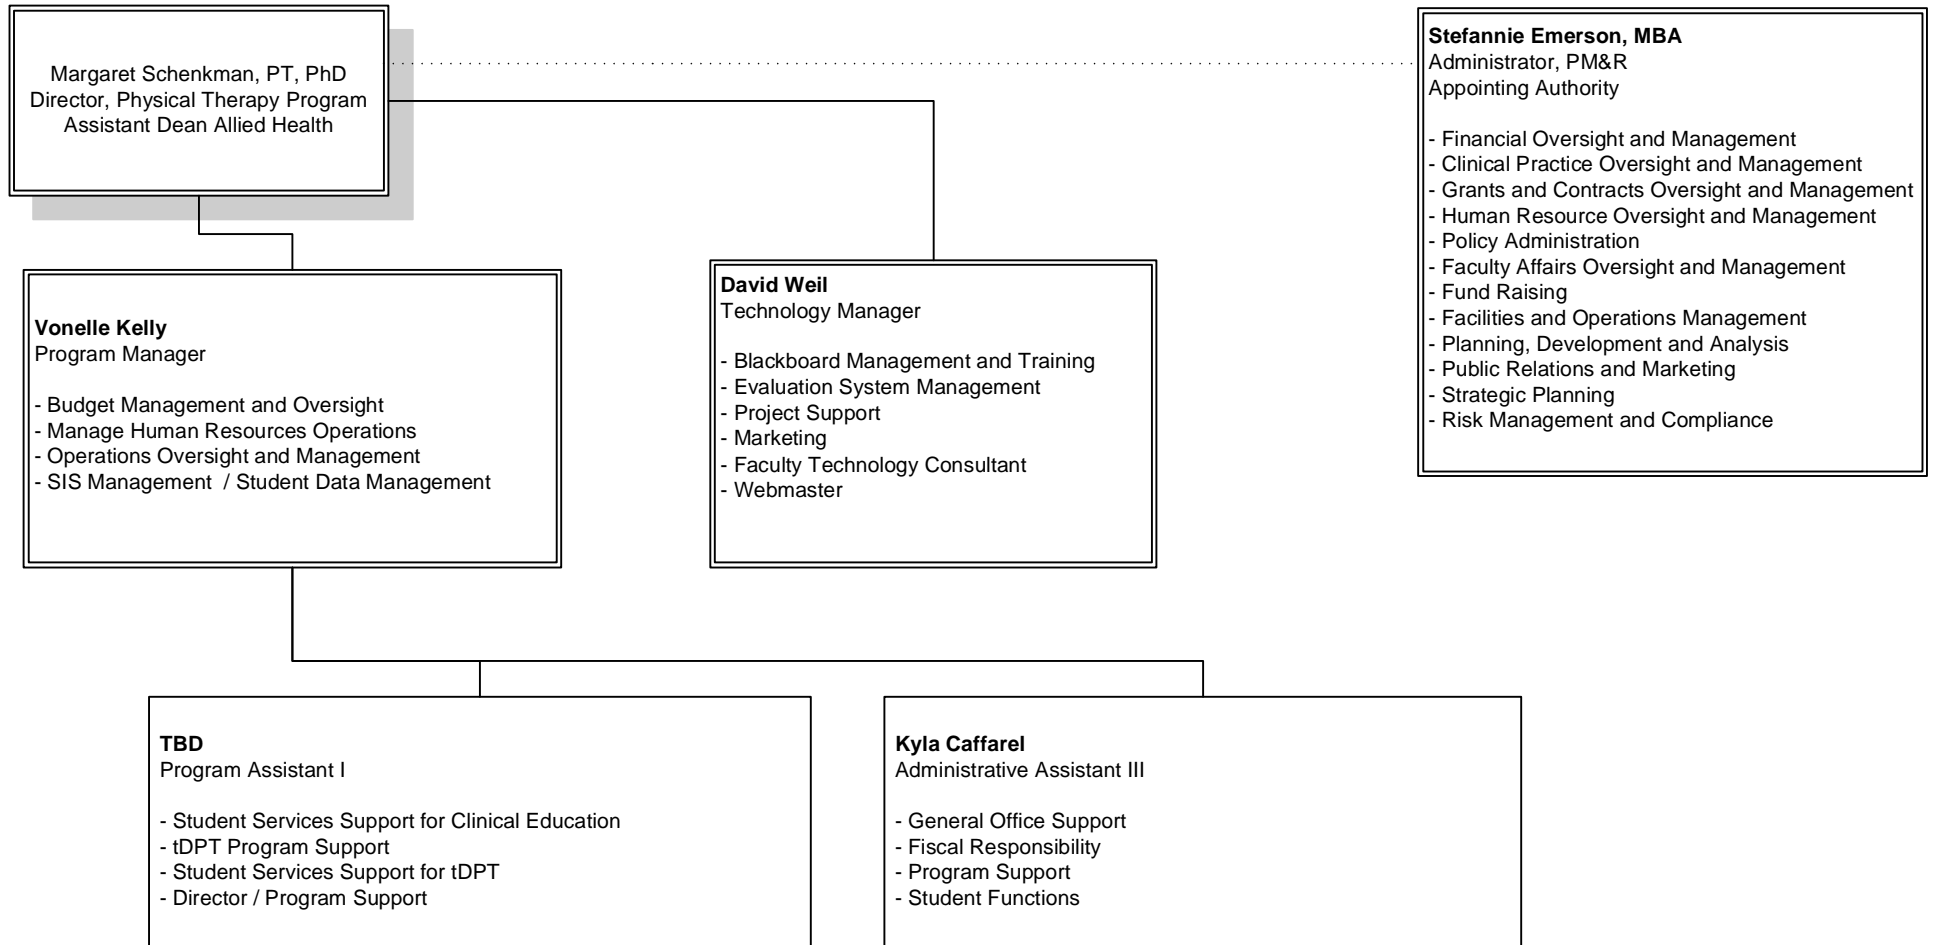 Margaret Schenkman, PT, PhD
Director, Physical Therapy Program
Assistant Dean Allied Health
Stefannie Emerson, MBA
Administrator, PM&R
Appointing Authority
- Financial Oversight and Management
- Clinical Practice Oversight and Management
- Grants and Contracts Oversight and Management
- Human Resource Oversight and Management
- Policy Administration
- Faculty Affairs Oversight and Management
- Fund Raising
- Facilities and Operations Management
- Planning, Development and Analysis
- Public Relations and Marketing
- Strategic Planning
- Risk Management and Compliance
Vonelle Kelly
Program Manager
- Budget Management and Oversight
- Manage Human Resources Operations
- Operations Oversight and Management
- SIS Management  / Student Data Management
David Weil
Technology Manager
- Blackboard Management and Training
- Evaluation System Management
- Project Support
- Marketing
- Faculty Technology Consultant
- Webmaster
TBD
Program Assistant I
- Student Services Support for Clinical Education
- tDPT Program Support
- Student Services Support for tDPT
- Director / Program Support
Kyla Caffarel
Administrative Assistant III
- General Office Support
- Fiscal Responsibility
- Program Support
- Student Functions